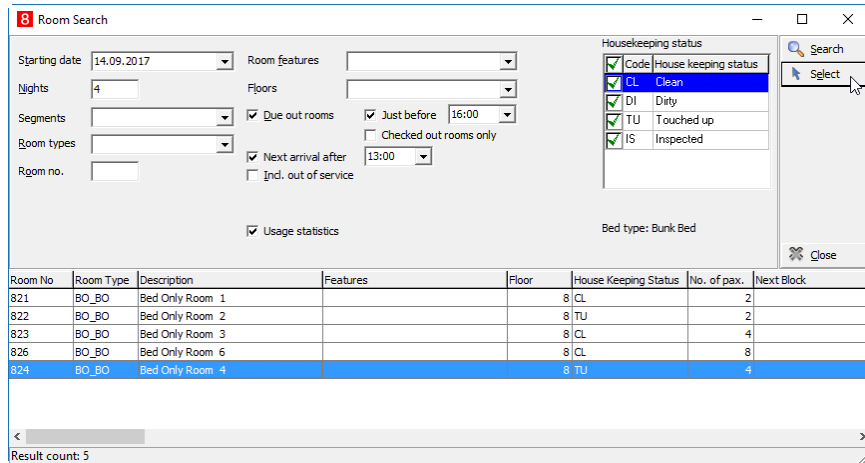 8 Room Search
Starting date 14.09.2017 Room features
Nights 4 Floors
Segments Due out rooms Just before 16:00
Room types Checked out rooms only
Room no. Next arrival after 13:00
Incl. out of service
Usage statistics
Housekeeping status
Code House keeping status
CL Clean
DI Dirty
TU Touched up
IS Inspected
Bed type: Bunk Bed
Search
Select
Close
Room No Room Type Description Features Floor House Keeping Status No. of pax. Next Block
821 BO_BO Bed Only Room 1 8 CL 2
822 BO_BO Bed Only Room 2 8 TU 2
823 BO_BO Bed Only Room 3 8 CL 4
826 BO_BO Bed Only Room 6 8 CL 8
824 BO_BO Bed Only Room 4 8 TU 4
Result count: 5